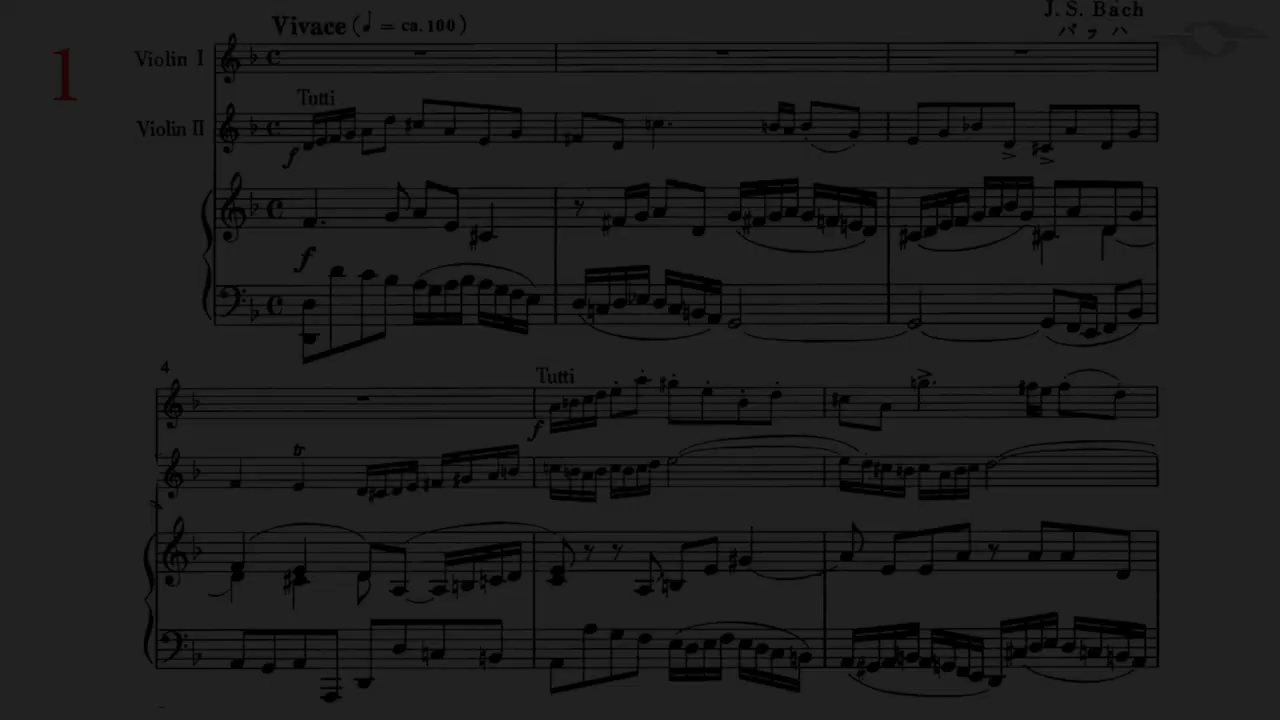 Vivace (♩ = ca. 100)
J. S. Bach
バッハ
1
Violin I
Tutti
Violin II
f
f
4
Tutti
f
tr